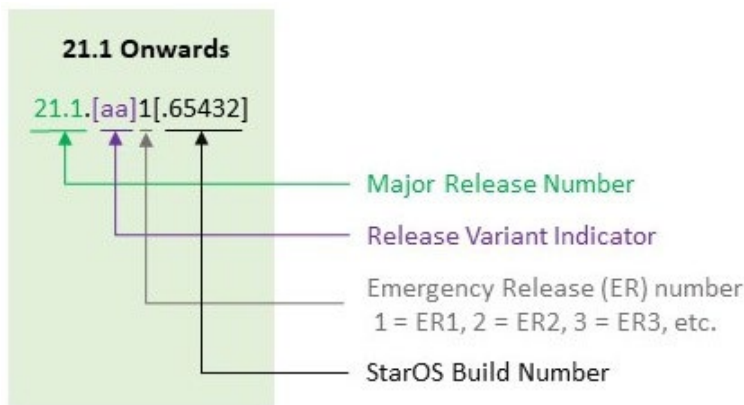 21.1 Onwards
21.1.[aa]1[.65432]
Major Release Number
Release Variant Indicator
Emergency Release (ER) number
1 = ER1, 2 = ER2, 3 = ER3, etc.
StarOS Build Number